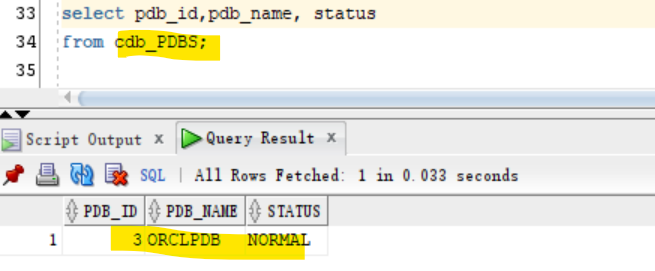 33 select pdb_id,pdb_name, status
34 from cdb_PDBS;
35
Script Output x Query Result x
SQL | All Rows Fetched: 1 in 0.033 seconds
PDB_ID PDB_NAME STATUS
1 3 ORCLPDB NORMAL